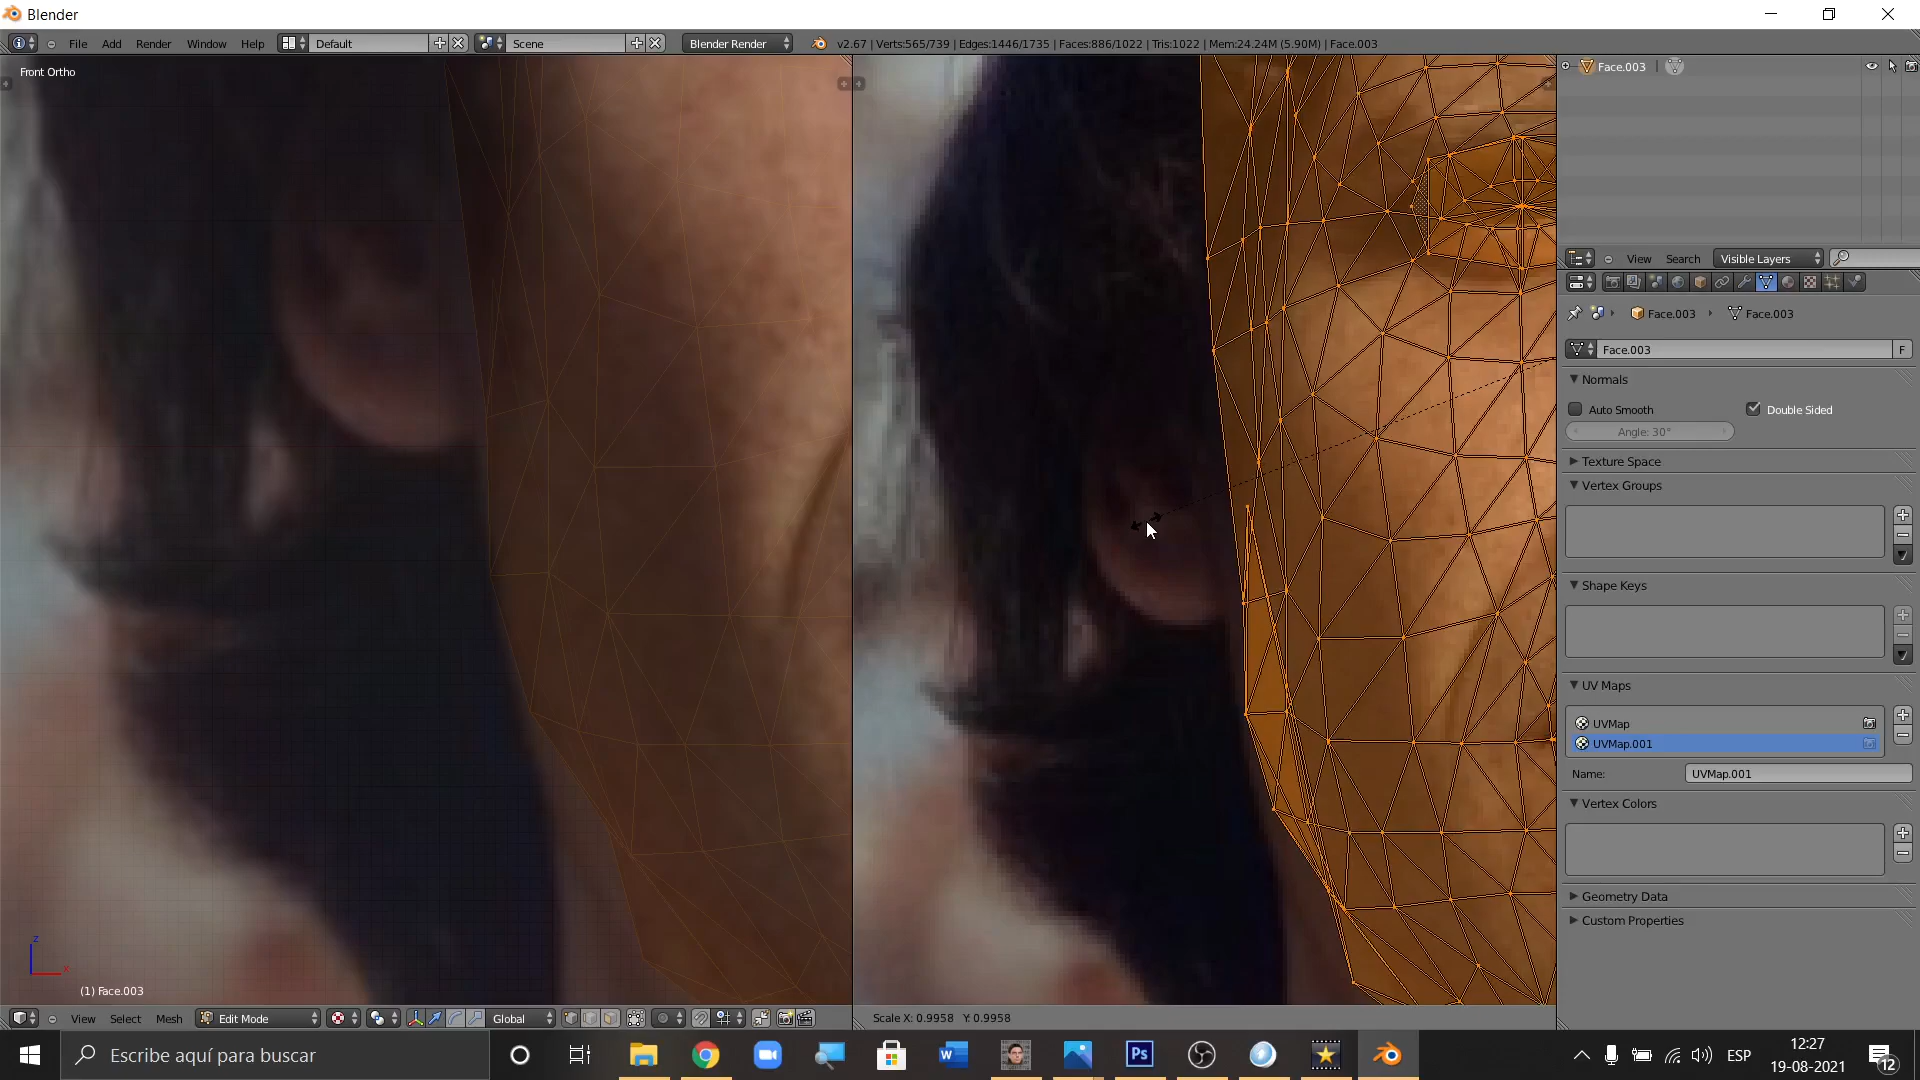 Blender
File Add Render Window Help Default Scene Blender Render v2.67 | Verts:565/739 | Edges:1446/1735 | Faces:886/1022 | Tris:1022 | Mem:24.24M (5.90M) | Face.003
Front Ortho
Face.003
View Search Visible Layers
Face.003 Face.003
Face.003 F
Normals
Auto Smooth Double Sided
Angle: 30°
Texture Space
Vertex Groups
Shape Keys
UV Maps
UVMap
UVMap.001
Name: UVMap.001
Vertex Colors
Geometry Data
Custom Properties
z
x
(1) Face.003
View Select Mesh Edit Mode Global Scale X: 0.9958 Y: 0.9958
Escribe aquí para buscar
W
Ps
ESP
12:27
19-08-2021
12